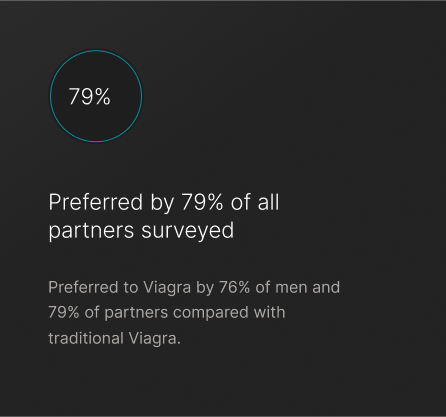 79%
Preferred by 79% of all
partners surveyed
Preferred to Viagra by 76% of men and
79% of partners compared with
traditional Viagra.